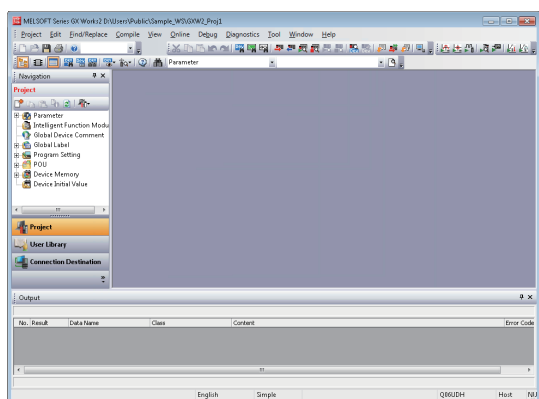 MELSOFT Series GX Works2 D:\Users\Public\Sample_WS\GXW2_Proj1
Project Edit Find/Replace Compile View Online Debug Diagnostics Tool Window Help
Parameter
Navigation
Project
Parameter
Intelligent Function Modu
Global Device Comment
Global Label
Program Setting
POU
Device Memory
Device Initial Value
Project
User Library
Connection Destination
Output
No. Result Data Name Class Content Error Code
English Simple Q06UDH Host NU